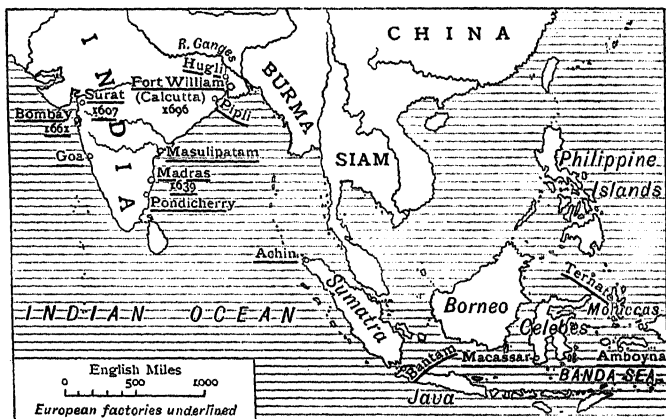 CHINA
INDIA
R. Ganges
Hugli
Fort William
(Calcutta)
1696
Pipli
BURMA
Surat
1607
Bombay
1661
Goa
Masulipatam
Madras
1639
Pondicherry
SIAM
Philippine
Islands
Achin
Sumatra
Borneo
Celebes
Ternate
Moluccas
Amboyna
Macassar
Bantam
BANDA SEA
Java
INDIAN OCEAN
English Miles
0 500 1000
European factories underlined